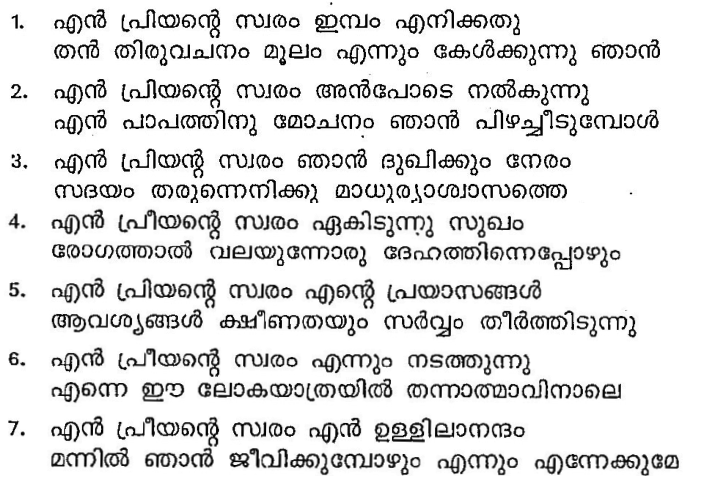 1. എൻ പ്രിയന്റെ സ്വരം ഇമ്പം എനിക്കതു
തൻ തിരുവചനം മൂലം എന്നും കേൾക്കുന്നു ഞാൻ
2. എൻ പ്രിയന്റെ സ്വരം അൻപോടെ നൽകുന്നു
എൻ പാപത്തിനു മോചനം ഞാൻ പിഴച്ചീടുമ്പോൾ
3. എൻ പ്രിയന്റ സ്വരം ഞാൻ ദുഖിക്കും നേരം
സദയം തരുന്നെനിക്കു മാധുര്യാശ്വാസത്തെ
4. എൻ പ്രീയന്റെ സ്വരം ഏകിടുന്നു സുഖം
രോഗത്താൽ വലയുന്നോരു ദേഹത്തിന്നെപ്പോഴും
5. എൻ പ്രിയന്റെ സ്വരം എന്റെ പ്രയാസങ്ങൾ
ആവശ്യങ്ങൾ ക്ഷീണതയും സർവ്വം തീർത്തിടുന്നു
6. എൻ പ്രീയന്റെ സ്വരം എന്നും നടത്തുന്നു
എന്നെ ഈ ലോകയാത്രയിൽ തന്നാത്മാവിനാലെ
7. എൻ പ്രീയന്റെ സ്വരം എൻ ഉള്ളിലാനന്ദം
മന്നിൽ ഞാൻ ജീവിക്കുമ്പോഴും എന്നും എന്നേക്കുമേ